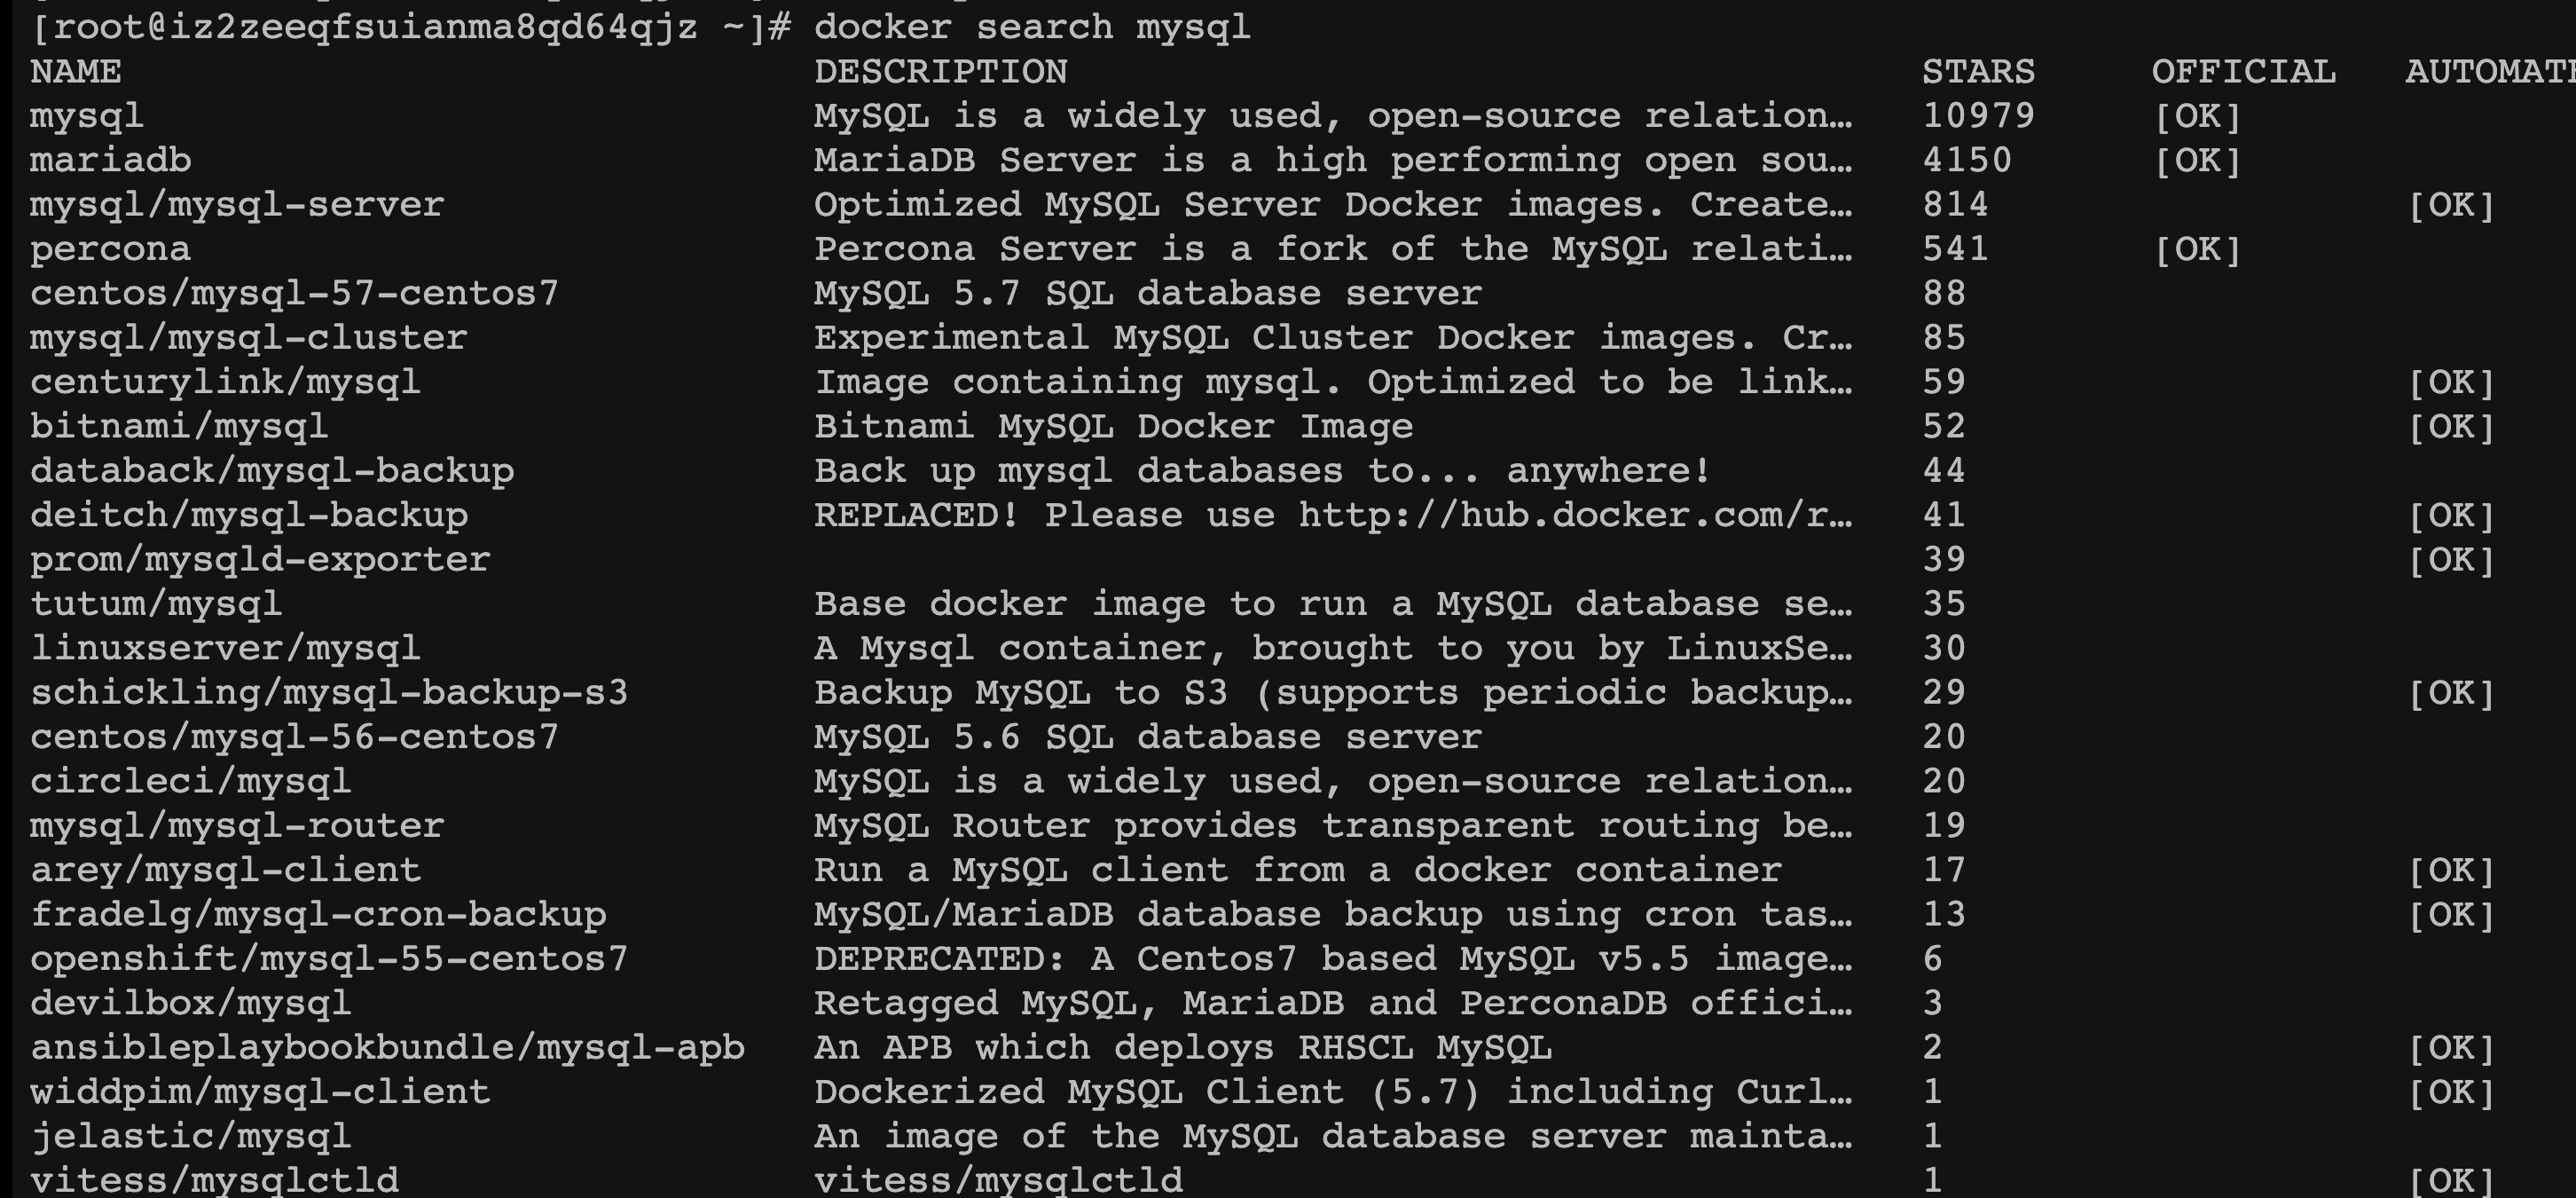 [root@iz2zeeqfsuianma8qd64qjz ~]# docker search mysql
NAME DESCRIPTION STARS OFFICIAL AUTOMATE
mysql MySQL is a widely used, open-source relation… 10979 [OK]
mariadb MariaDB Server is a high performing open sou… 4150 [OK]
mysql/mysql-server Optimized MySQL Server Docker images. Create… 814 [OK]
percona Percona Server is a fork of the MySQL relati… 541 [OK]
centos/mysql-57-centos7 MySQL 5.7 SQL database server 88
mysql/mysql-cluster Experimental MySQL Cluster Docker images. Cr… 85
centurylink/mysql Image containing mysql. Optimized to be link… 59 [OK]
bitnami/mysql Bitnami MySQL Docker Image 52 [OK]
databack/mysql-backup Back up mysql databases to... anywhere! 44
deitch/mysql-backup REPLACED! Please use http://hub.docker.com/r… 41 [OK]
prom/mysqld-exporter 39 [OK]
tutum/mysql Base docker image to run a MySQL database se… 35
linuxserver/mysql A Mysql container, brought to you by LinuxSe… 30
schickling/mysql-backup-s3 Backup MySQL to S3 (supports periodic backup… 29 [OK]
centos/mysql-56-centos7 MySQL 5.6 SQL database server 20
circleci/mysql MySQL is a widely used, open-source relation… 20
mysql/mysql-router MySQL Router provides transparent routing be… 19
arey/mysql-client Run a MySQL client from a docker container 17 [OK]
fradelg/mysql-cron-backup MySQL/MariaDB database backup using cron tas… 13 [OK]
openshift/mysql-55-centos7 DEPRECATED: A Centos7 based MySQL v5.5 image… 6
devilbox/mysql Retagged MySQL, MariaDB and PerconaDB offici… 3
ansibleplaybookbundle/mysql-apb An APB which deploys RHSCL MySQL 2 [OK]
widdpim/mysql-client Dockerized MySQL Client (5.7) including Curl… 1 [OK]
jelastic/mysql An image of the MySQL database server mainta… 1
vitess/mysqlctld vitess/mysqlctld 1 [OK]